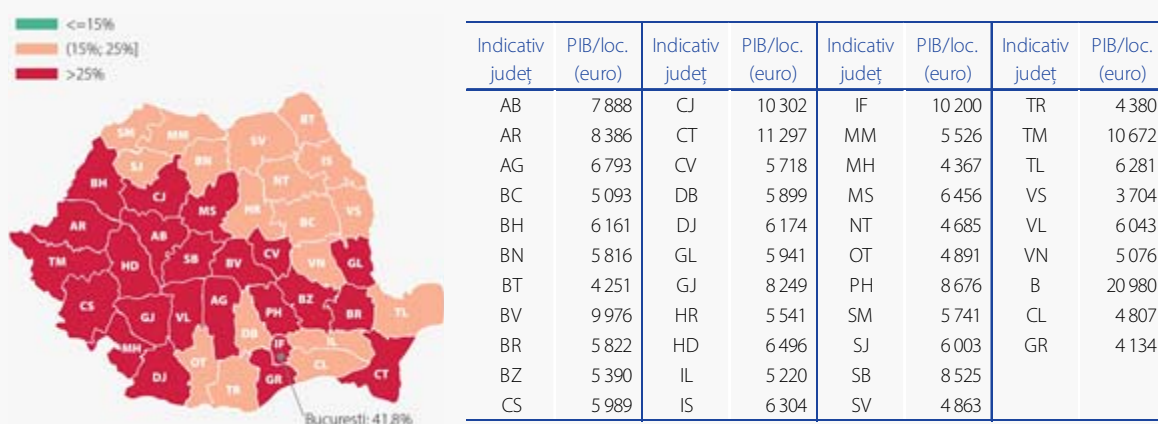 <=15%
(15%; 25%]
>25%
SM
MM
BT
SV
SJ
BN
IS
BH
CJ
NT
MS
HR
BC
VS
AR
AB
TM
HD
SB
BV
CV
VN
GL
CS
GJ
VL
AG
PH
BZ
BR
TL
DB
MH
IF
IL
OT
CL
DJ
TR
GR
CT
București: 41,8%
Indicativ județ PIB/loc. (euro) Indicativ județ PIB/loc. (euro) Indicativ județ PIB/loc. (euro) Indicativ județ PIB/loc. (euro)
AB 7 888 CJ 10 302 IF 10 200 TR 4 380
AR 8 386 CT 11 297 MM 5 526 TM 10 672
AG 6 793 CV 5 718 MH 4 367 TL 6 281
BC 5 093 DB 5 899 MS 6 456 VS 3 704
BH 6 161 DJ 6 174 NT 4 685 VL 6 043
BN 5 816 GL 5 941 OT 4 891 VN 5 076
BT 4 251 GJ 8 249 PH 8 676 B 20 980
BV 9 976 HR 5 541 SM 5 741 CL 4 807
BR 5 822 HD 6 496 SJ 6 003 GR 4 134
BZ 5 390 IL 5 220 SB 8 525
CS 5 989 IS 6 304 SV 4 863